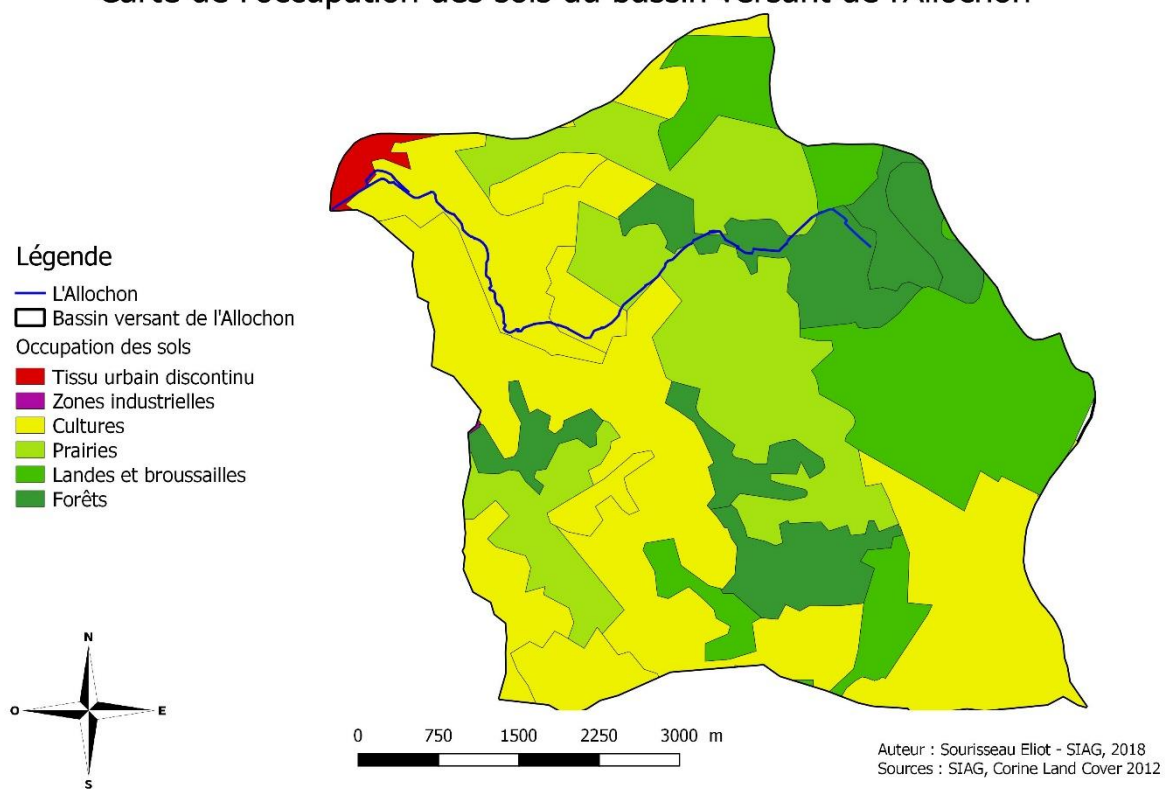 Carte de l'occupation des sols du bassin versant de l'Allochon
Légende
L'Allochon
Bassin versant de l'Allochon
Occupation des sols
Tissu urbain discontinu
Zones industrielles
Cultures
Prairies
Landes et broussailles
Forêts
N
O
E
S
0 750 1500 2250 3000 m
Auteur : Sourisseau Eliot - SIAG, 2018
Sources : SIAG, Corine Land Cover 2012